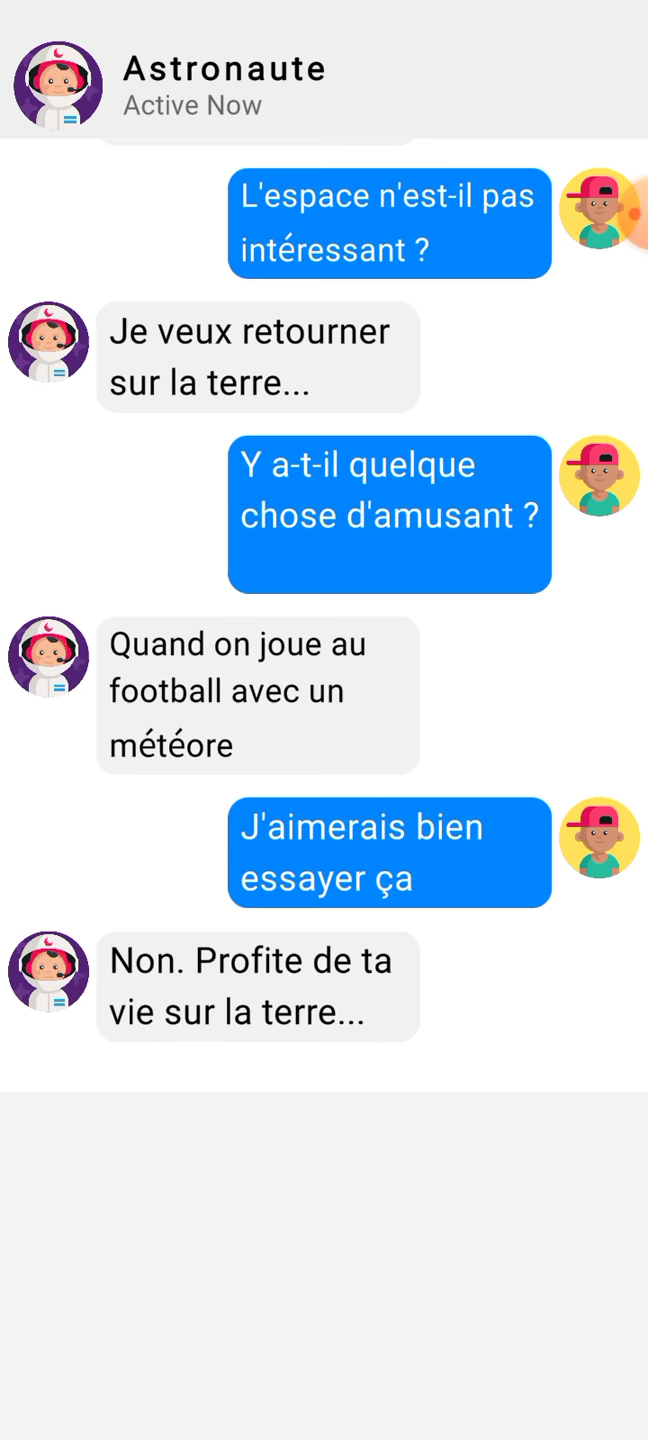 Astronaute
Active Now
L'espace n'est-il pas
intéressant ?
Je veux retourner
sur la terre...
Y a-t-il quelque
chose d'amusant ?
Quand on joue au
football avec un
météore
J'aimerais bien
essayer ça
Non. Profite de ta
vie sur la terre...